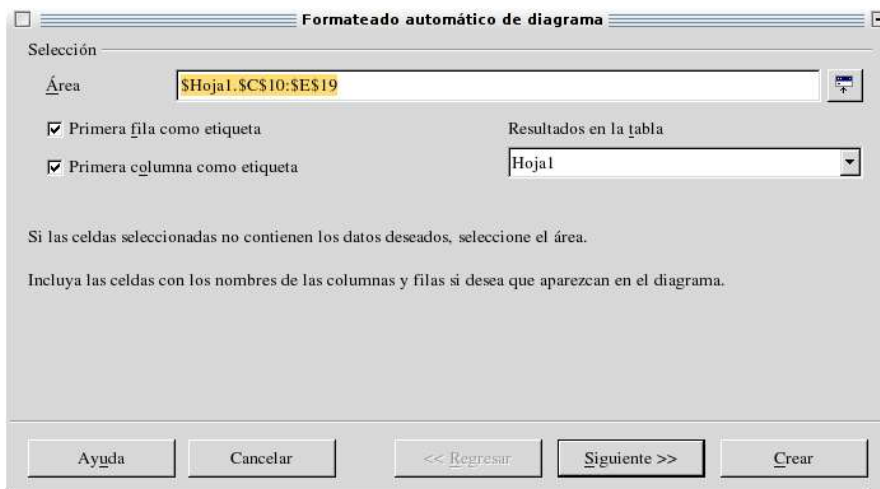 Formateado automático de diagrama
Selección
Área
$Hoja1.$C$10:$E$19
Primera fila como etiqueta
Resultados en la tabla
Primera columna como etiqueta
Hoja1
Si las celdas seleccionadas no contienen los datos deseados, seleccione el área.
Incluya las celdas con los nombres de las columnas y filas si desea que aparezcan en el diagrama.
Ayuda
Cancelar
<< Regresar
Siguiente >>
Crear